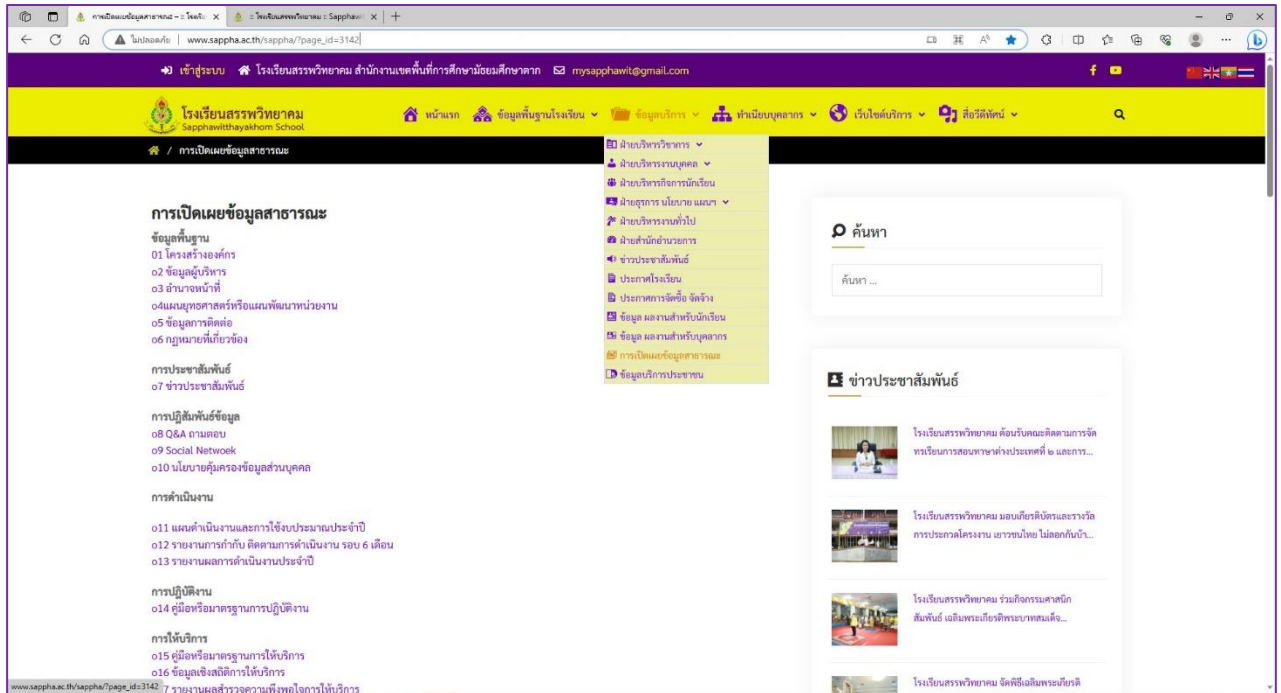 การเปิดเผยข้อมูลสาธารณะ – :: โรงเรีย
:: โรงเรียนสรรพวิทยาคม :: Sapphawi
ไม่ปลอดภัย | www.sappha.ac.th/sappha/?page_id=3142
เข้าสู่ระบบ โรงเรียนสรรพวิทยาคม สำนักงานเขตพื้นที่การศึกษามัธยมศึกษาตาก mysapphawit@gmail.com
โรงเรียนสรรพวิทยาคม
Sapphawitthayakhom School
หน้าแรก ข้อมูลพื้นฐานโรงเรียน ข้อมูลบริการ ทำเนียบบุคลากร เว็บไซต์บริการ สื่อวีดิทัศน์
/ การเปิดเผยข้อมูลสาธารณะ
ฝ่ายบริหารวิชาการ
ฝ่ายบริหารงานบุคคล
ฝ่ายบริหารกิจการนักเรียน
ฝ่ายธุรการ นโยบาย แผนฯ
ฝ่ายบริหารงานทั่วไป
ฝ่ายสำนักอำนวยการ
ข่าวประชาสัมพันธ์
ประกาศโรงเรียน
ประกาศการจัดซื้อ จัดจ้าง
ข้อมูล ผลงานสำหรับนักเรียน
ข้อมูล ผลงานสำหรับบุคลากร
การเปิดเผยข้อมูลสาธารณะ
ข้อมูลบริการประชาชน
การเปิดเผยข้อมูลสาธารณะ
ข้อมูลพื้นฐาน
01 โครงสร้างองค์กร
o2 ข้อมูลผู้บริหาร
o3 อำนาจหน้าที่
o4แผนยุทธศาสตร์หรือแผนพัฒนาหน่วยงาน
o5 ข้อมูลการติดต่อ
o6 กฎหมายที่เกี่ยวข้อง
การประชาสัมพันธ์
o7 ข่าวประชาสัมพันธ์
การปฏิสัมพันธ์ข้อมูล
o8 Q&A ถามตอบ
o9 Social Netwoek
o10 นโยบายคุ้มครองข้อมูลส่วนบุคคล
การดำเนินงาน
o11 แผนดำเนินงานและการใช้งบประมาณประจำปี
o12 รายงานการกำกับ ติดตามการดำเนินงาน รอบ 6 เดือน
o13 รายงานผลการดำเนินงานประจำปี
การปฏิบัติงาน
o14 คู่มือหรือมาตรฐานการปฏิบัติงาน
การให้บริการ
o15 คู่มือหรือมาตรฐานการให้บริการ
o16 ข้อมูลเชิงสถิติการให้บริการ
7 รายงานผลสำรวจความพึงพอใจการให้บริการ
www.sappha.ac.th/sappha/?page_id=3142
ค้นหา
ค้นหา ...
ข่าวประชาสัมพันธ์
โรงเรียนสรรพวิทยาคม ต้อนรับคณะติดตามการจัด
ทรเรียนการสอนภาษาต่างประเทศที่ ๒ และการ...
โรงเรียนสรรพวิทยาคม มอบเกียรติบัตรและรางวัล
การประกวดโครงงาน เยาวชนไทย ไม่ลอกกันบ้า...
โรงเรียนสรรพวิทยาคม ร่วมกิจกรรมศาสนิก
สัมพันธ์ เฉลิมพระเกียรติพระบาทสมเด็จ...
โรงเรียนสรรพวิทยาคม จัดพิธีเฉลิมพระเกียรติ